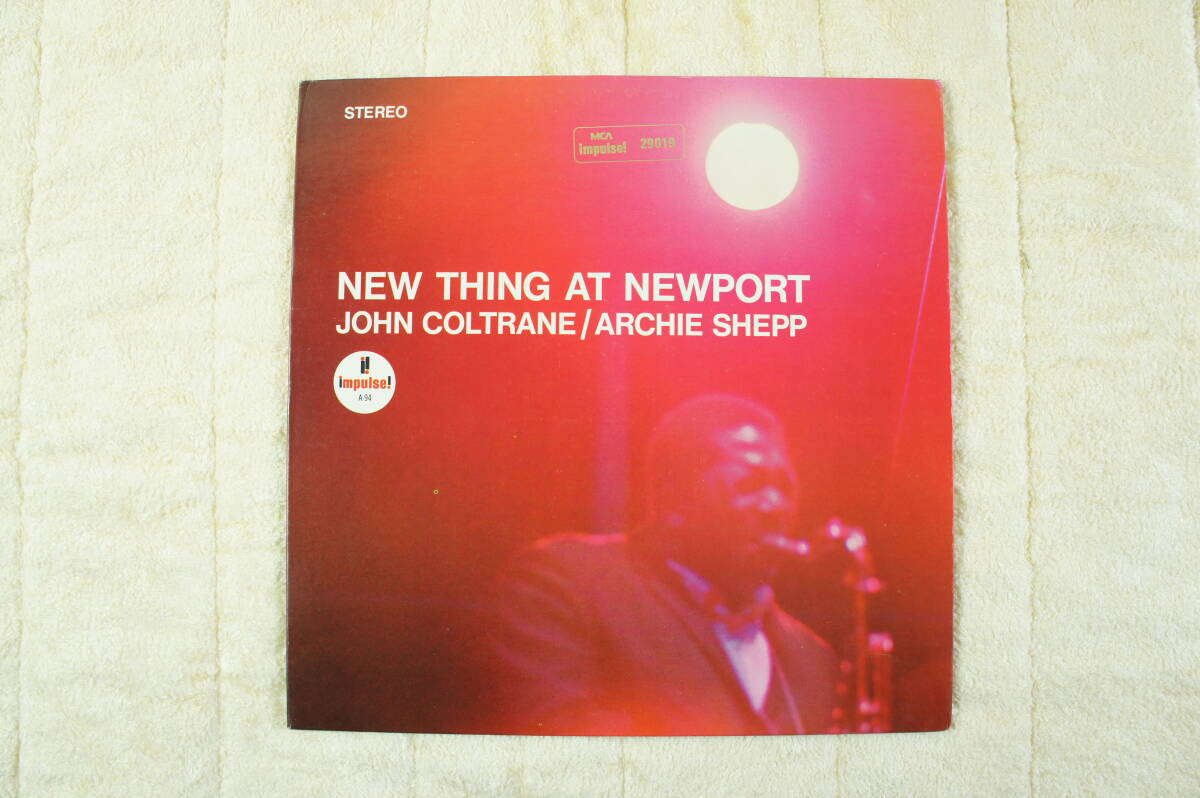 STEREO
MCA
impulse! 29019
NEW THING AT NEWPORT
JOHN COLTRANE/ARCHIE SHEPP
impulse!
A-94